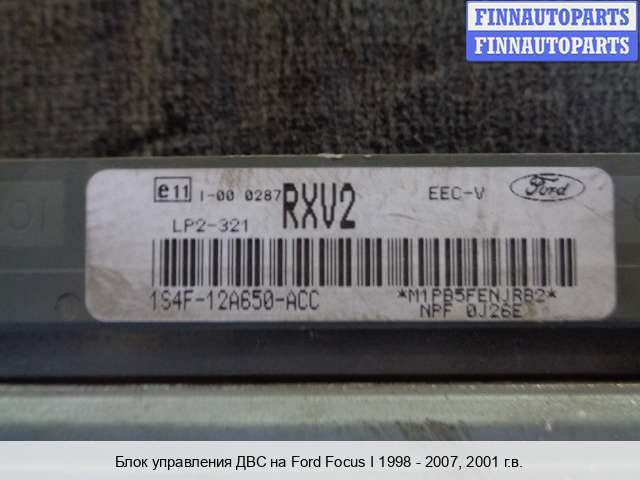 FINNAUTOPARTS
FINNAUTOPARTS
e11 I-00 0287 RXV2 EEC-V Ford
LP2-321
1S4F-12A650-ACC *M1PB5FENJRB2*
NPF 0J26E
Блок управления ДВС на Ford Focus I 1998 - 2007, 2001 г.в.